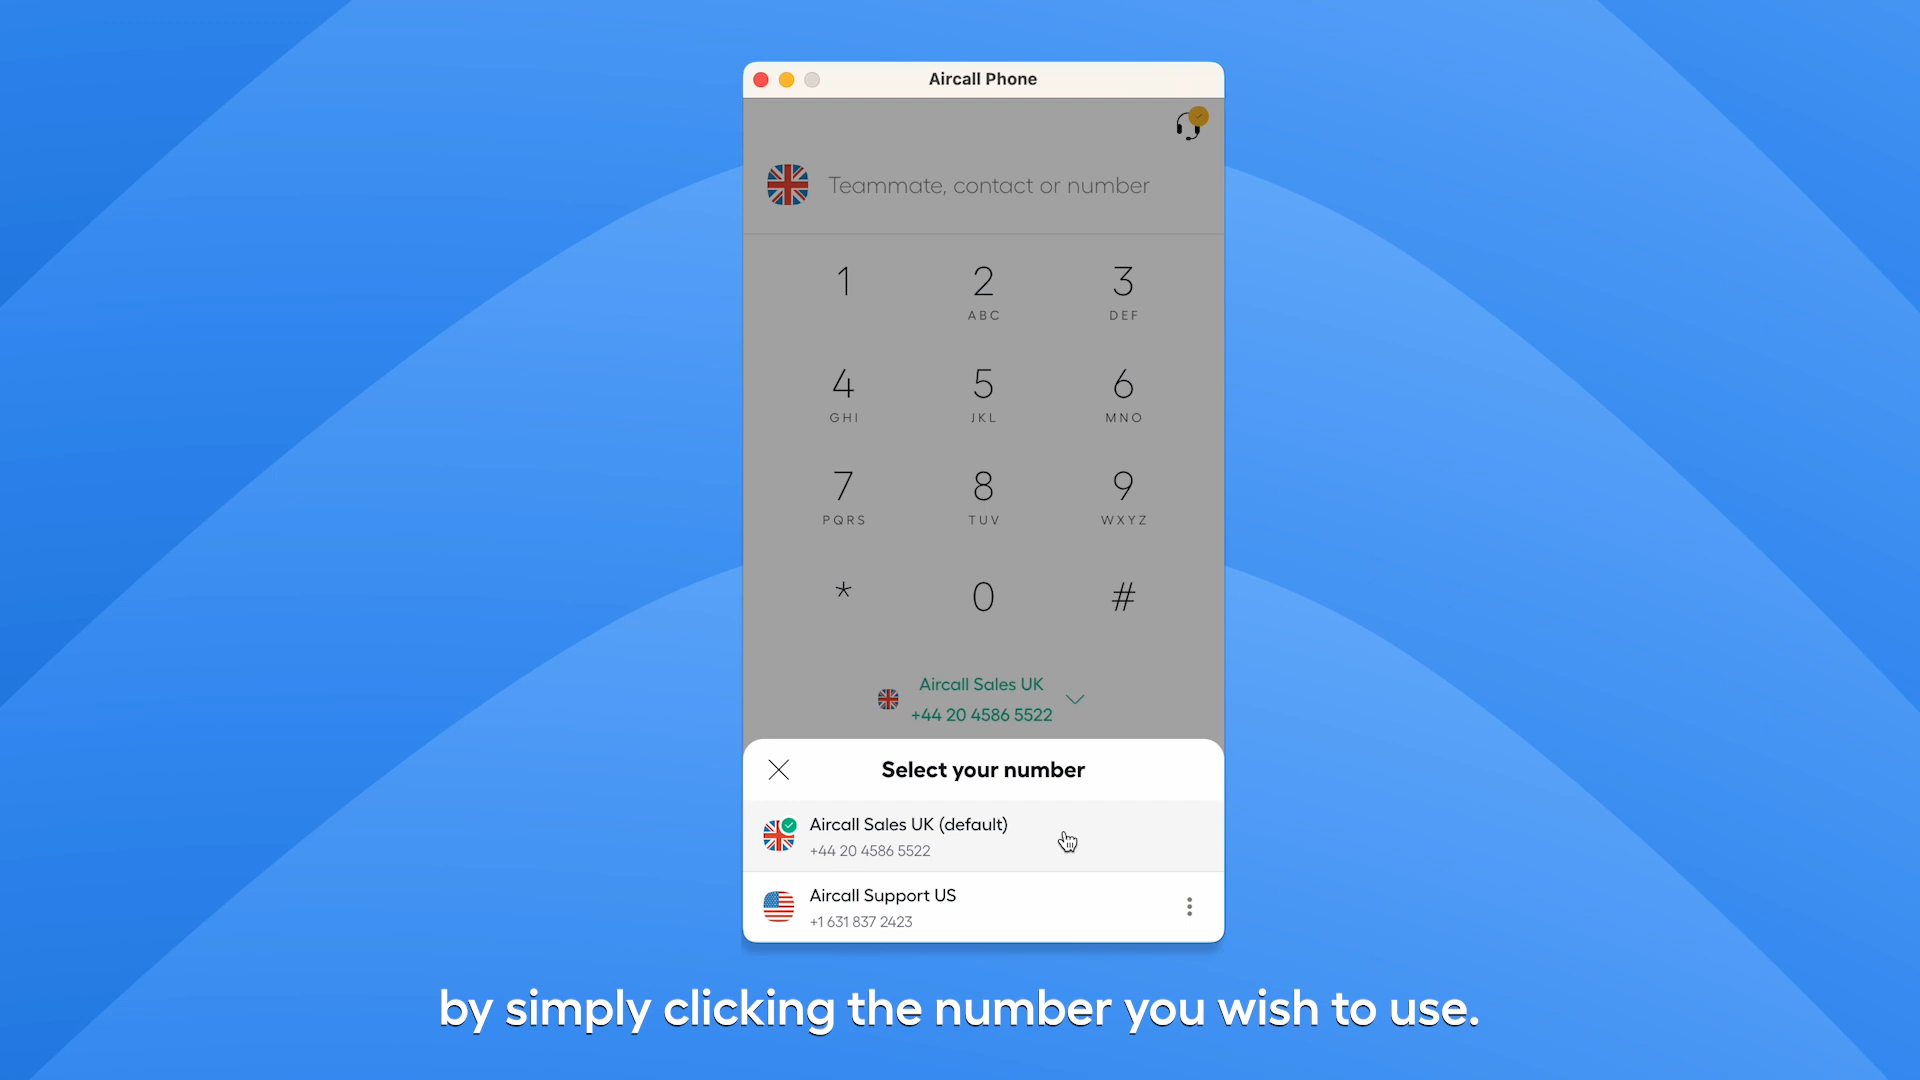 Aircall Phone
Teammate, contact or number
1 2 3
ABC DEF
4 5 6
GHI JKL MNO
7 8 9
PQRS TUV WXYZ
* 0 #
Aircall Sales UK
+44 20 4586 5522
Select your number
Aircall Sales UK (default)
+44 20 4586 5522
Aircall Support US
+1 631 837 2423
by simply clicking the number you wish to use.